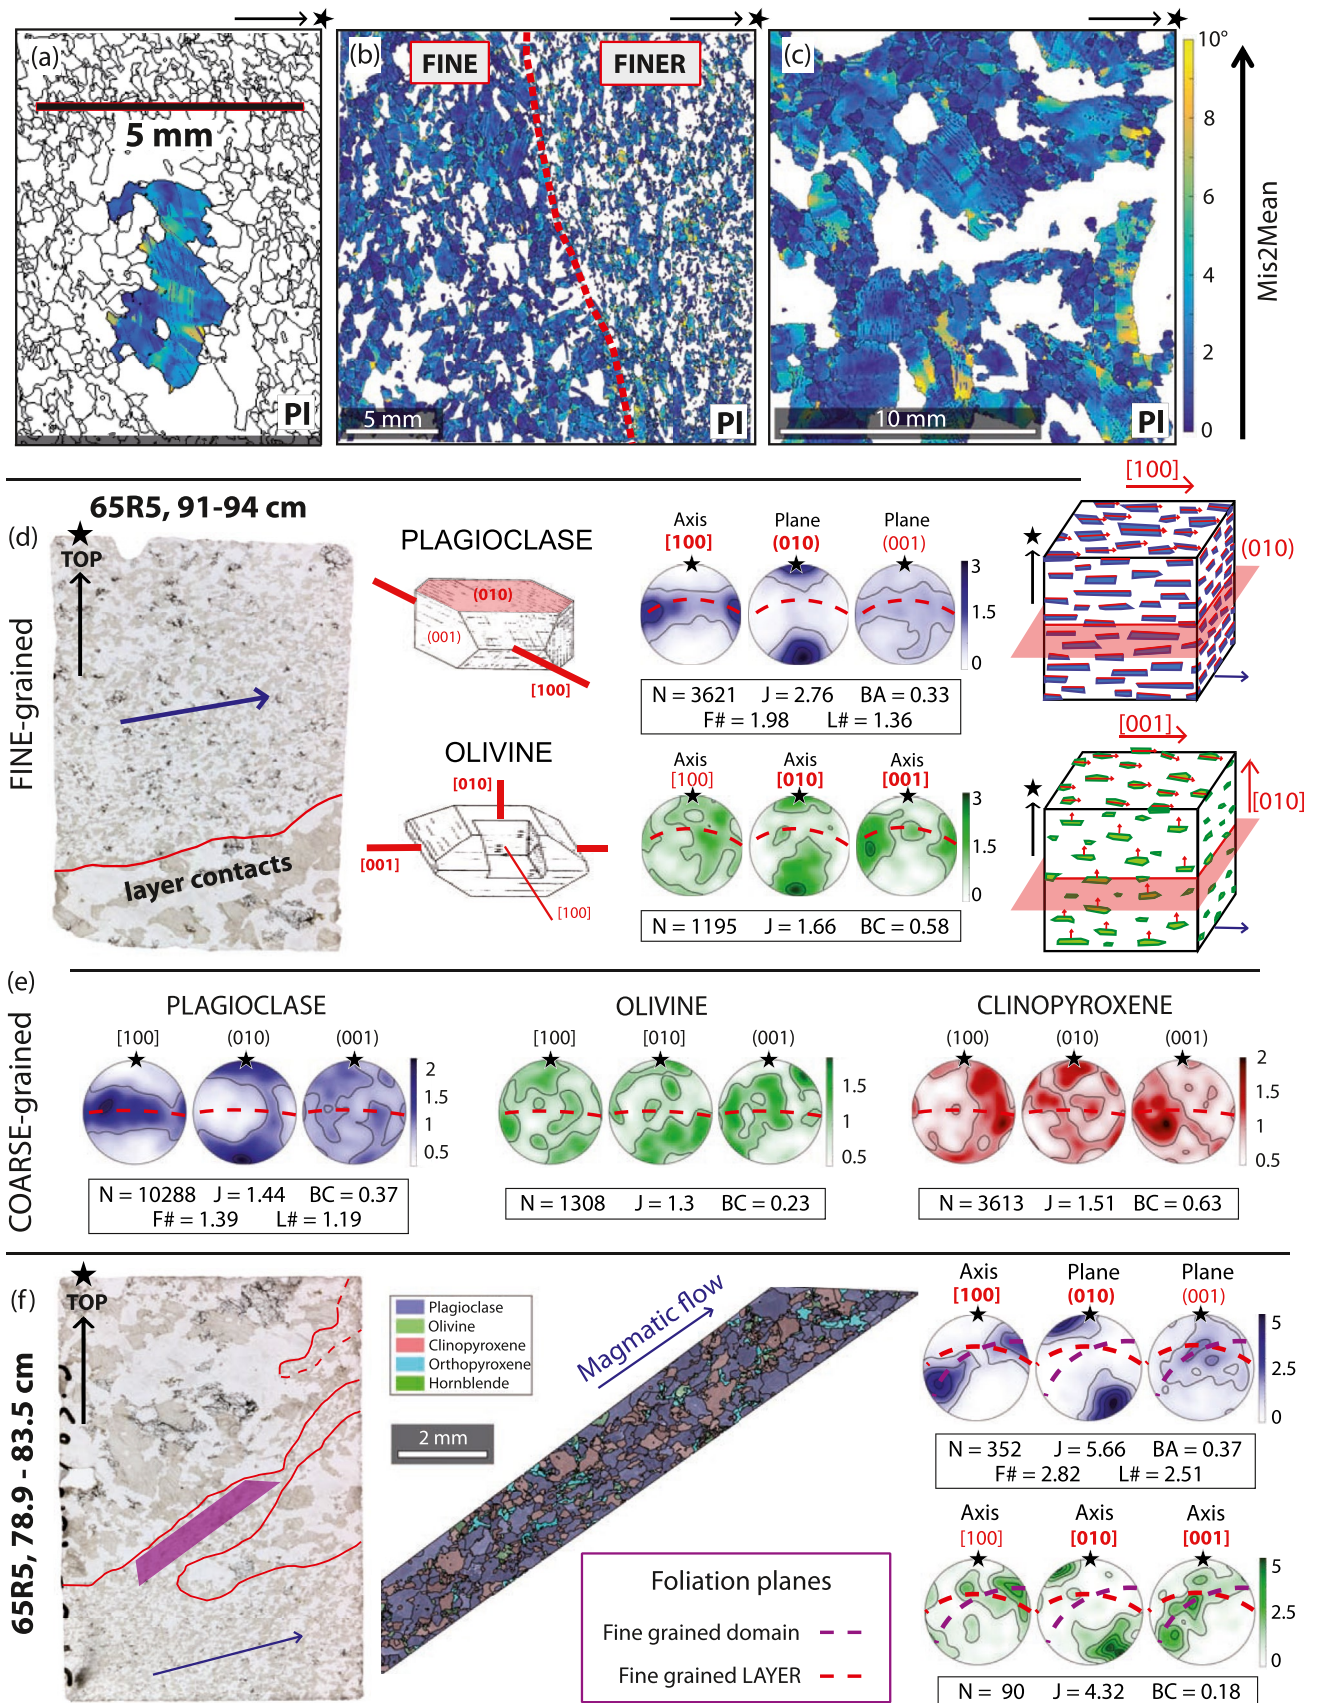 (a)
5 mm
Pl
(b)
FINE
FINER
5 mm
Pl
(c)
10 mm
Pl
10°
8
6
4
2
0
Mis2Mean
(d)
FINE-grained
65R5, 91-94 cm
TOP
layer contacts
PLAGIOCLASE
(010)
(001)
[100]
Axis
[100]
Plane
(010)
Plane
(001)
3
1.5
0
N = 3621 J = 2.76 BA = 0.33
F# = 1.98 L# = 1.36
[100]
(010)
OLIVINE
[010]
[001]
[100]
Axis
[100]
Axis
[010]
Axis
[001]
3
1.5
0
N = 1195 J = 1.66 BC = 0.58
[001]
[010]
(e)
COARSE-grained
PLAGIOCLASE
[100] (010) (001)
2
1.5
1
0.5
N = 10288 J = 1.44 BC = 0.37
F# = 1.39 L# = 1.19
OLIVINE
[100] [010] (001)
1.5
1
0.5
N = 1308 J = 1.3 BC = 0.23
CLINOPYROXENE
(100) (010) (001)
2
1.5
1
0.5
N = 3613 J = 1.51 BC = 0.63
(f)
65R5, 78.9 - 83.5 cm
TOP
Plagioclase
Olivine
Clinopyroxene
Orthopyroxene
Hornblende
2 mm
Magmatic flow
Foliation planes
Fine grained domain
Fine grained LAYER
Axis
[100]
Plane
(010)
Plane
(001)
5
2.5
0
N = 352 J = 5.66 BA = 0.37
F# = 2.82 L# = 2.51
Axis
[100]
Axis
[010]
Axis
[001]
5
2.5
0
N = 90 J = 4.32 BC = 0.18